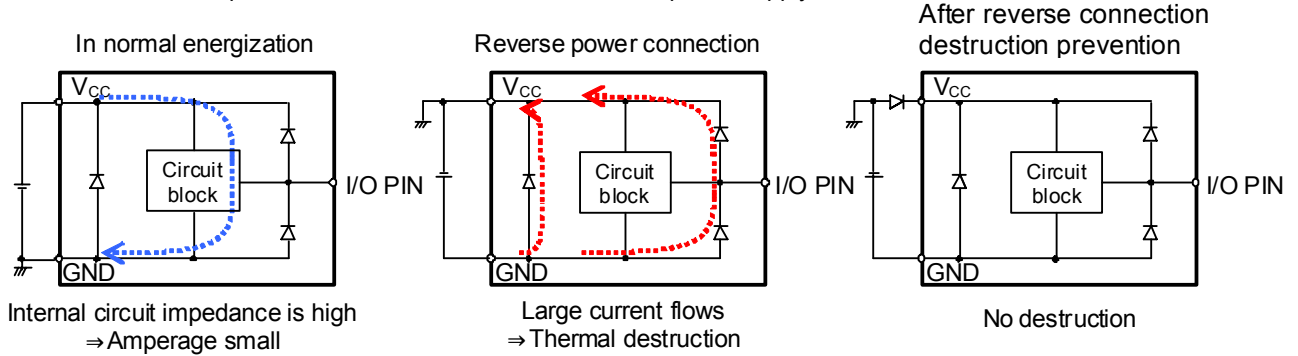 In normal energization
VCC
Circuit
block
I/O PIN
GND
Internal circuit impedance is high
⇒Amperage small
Reverse power connection
VCC
Circuit
block
I/O PIN
GND
Large current flows
⇒Thermal destruction
After reverse connection
destruction prevention
VCC
Circuit
block
I/O PIN
GND
No destruction